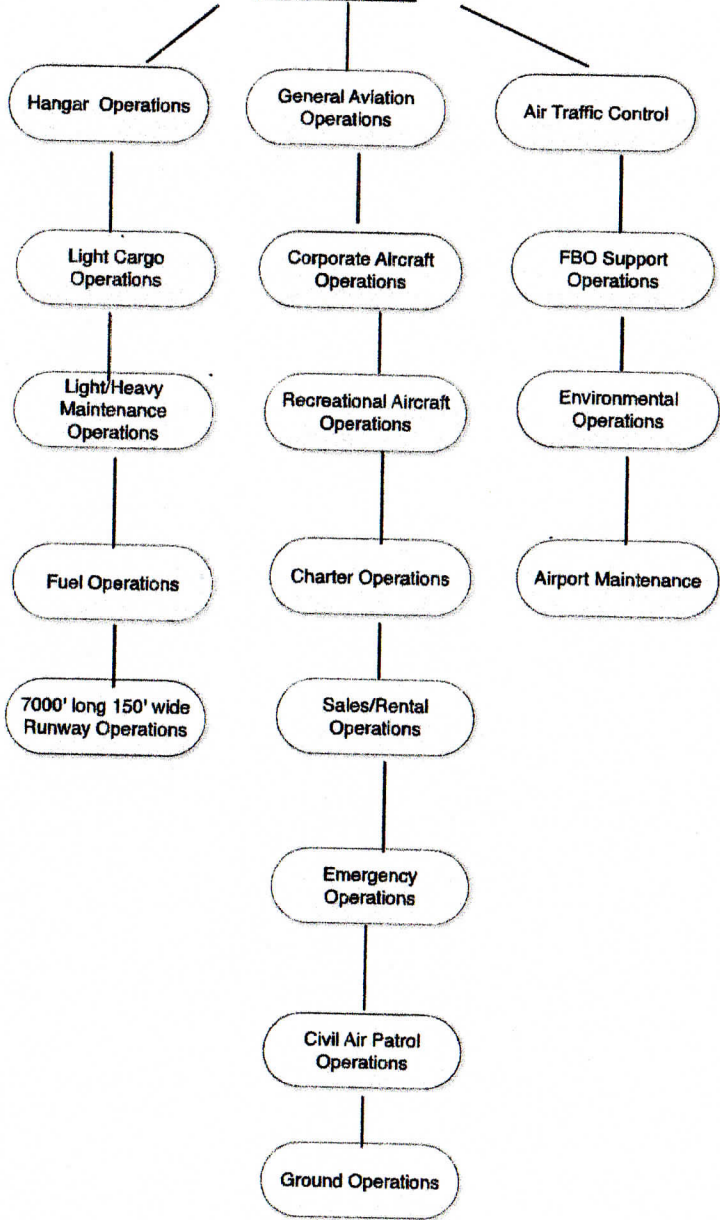 Hangar Operations
General Aviation
Operations
Air Traffic Control
Light Cargo
Operations
Corporate Aircraft
Operations
FBO Support
Operations
Light/Heavy
Maintenance
Operations
Recreational Aircraft
Operations
Environmental
Operations
Fuel Operations
Charter Operations
Airport Maintenance
7000' long 150' wide
Runway Operations
Sales/Rental
Operations
Emergency
Operations
Civil Air Patrol
Operations
Ground Operations